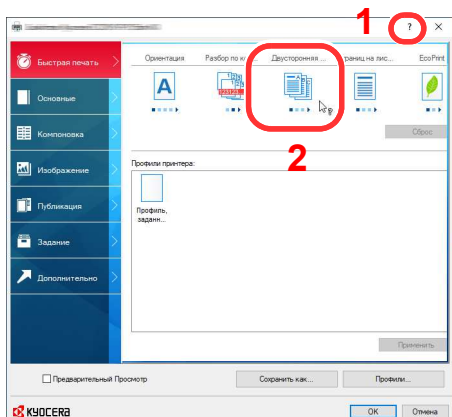 1
?
Быстрая печать
Ориентация
Разбор по к...
Двусторонняя ...
раниц на лис...
EcoPrint
A
123123
Основные
2
Сброс
Компоновка
Профили принтера:
Изображение
Профиль,
заданн...
Публикация
Задание
Дополнительно
Применить
Предварительный Просмотр
Сохранить как...
Профили...
KYOCERA
OK
Отмена